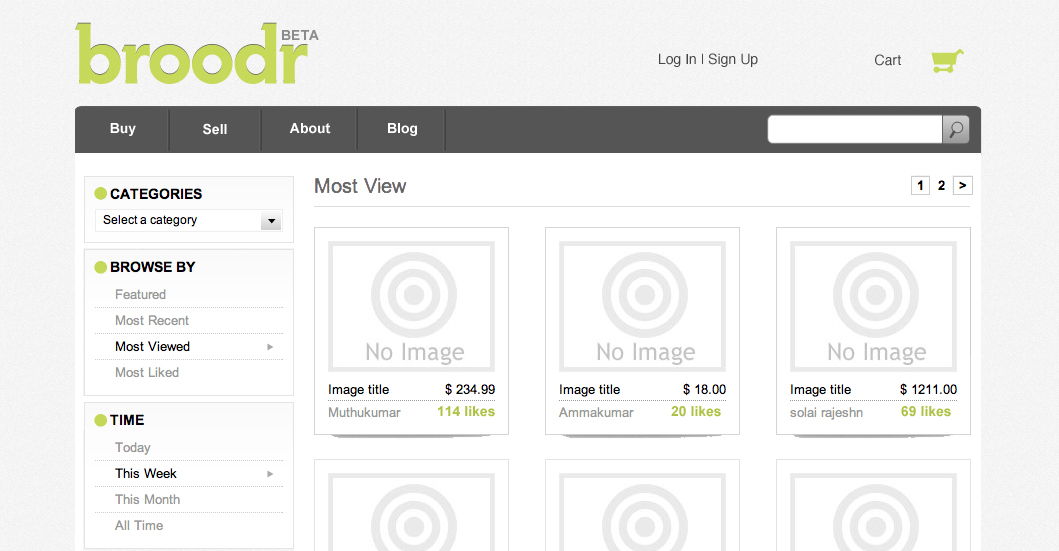 broodr BETA
Log In | Sign Up
Cart
Buy
Sell
About
Blog
CATEGORIES
Select a category
BROWSE BY
Featured
Most Recent
Most Viewed
Most Liked
TIME
Today
This Week
This Month
All Time
Most View
1 2 >
No Image
Image title $ 234.99
Muthukumar 114 likes
No Image
Image title $ 18.00
Ammakumar 20 likes
No Image
Image title $ 1211.00
solai rajeshn 69 likes